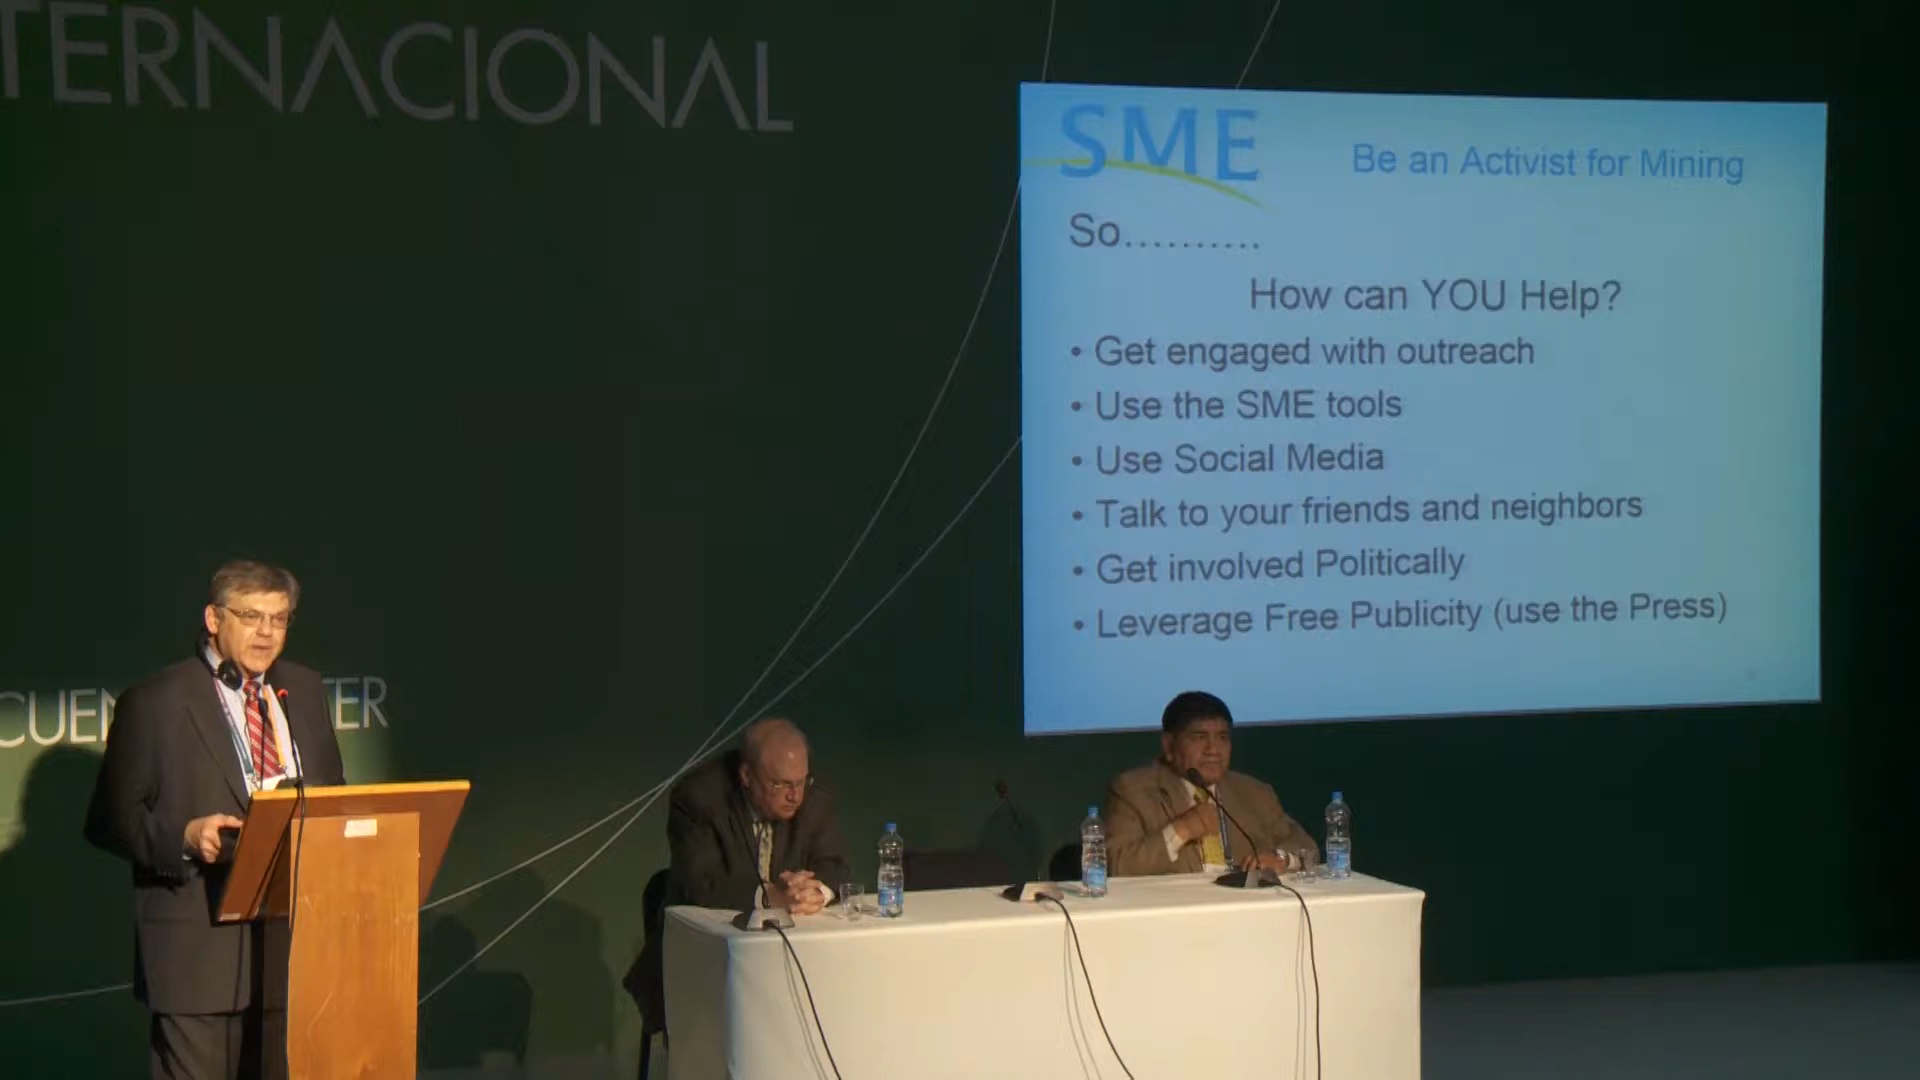 TERNACIONAL
SME
Be an Activist for Mining
So..........
How can YOU Help?
• Get engaged with outreach
• Use the SME tools
• Use Social Media
• Talk to your friends and neighbors
• Get involved Politically
• Leverage Free Publicity (use the Press)
CUEN
ER